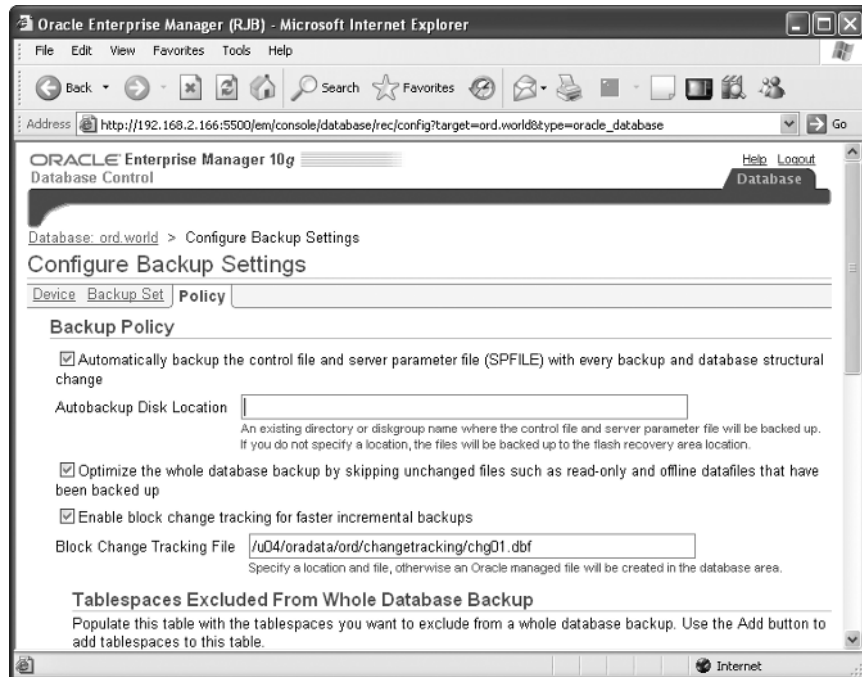 Oracle Enterprise Manager (RJB) - Microsoft Internet Explorer
File Edit View Favorites Tools Help
Back Search Favorites
Address http://192.168.2.166:5500/em/console/database/rec/config?target=ord.world&type=oracle_database Go
ORACLE Enterprise Manager 10g
Database Control
Help Logout
Database
Database: ord.world > Configure Backup Settings
Configure Backup Settings
Device Backup Set Policy
Backup Policy
Automatically backup the control file and server parameter file (SPFILE) with every backup and database structural
change
Autobackup Disk Location
An existing directory or diskgroup name where the control file and server parameter file will be backed up.
If you do not specify a location, the files will be backed up to the flash recovery area location.
Optimize the whole database backup by skipping unchanged files such as read-only and offline datafiles that have
been backed up
Enable block change tracking for faster incremental backups
Block Change Tracking File /u04/oradata/ord/changetracking/chg01.dbf
Specify a location and file, otherwise an Oracle managed file will be created in the database area.
Tablespaces Excluded From Whole Database Backup
Populate this table with the tablespaces you want to exclude from a whole database backup. Use the Add button to
add tablespaces to this table.
Internet